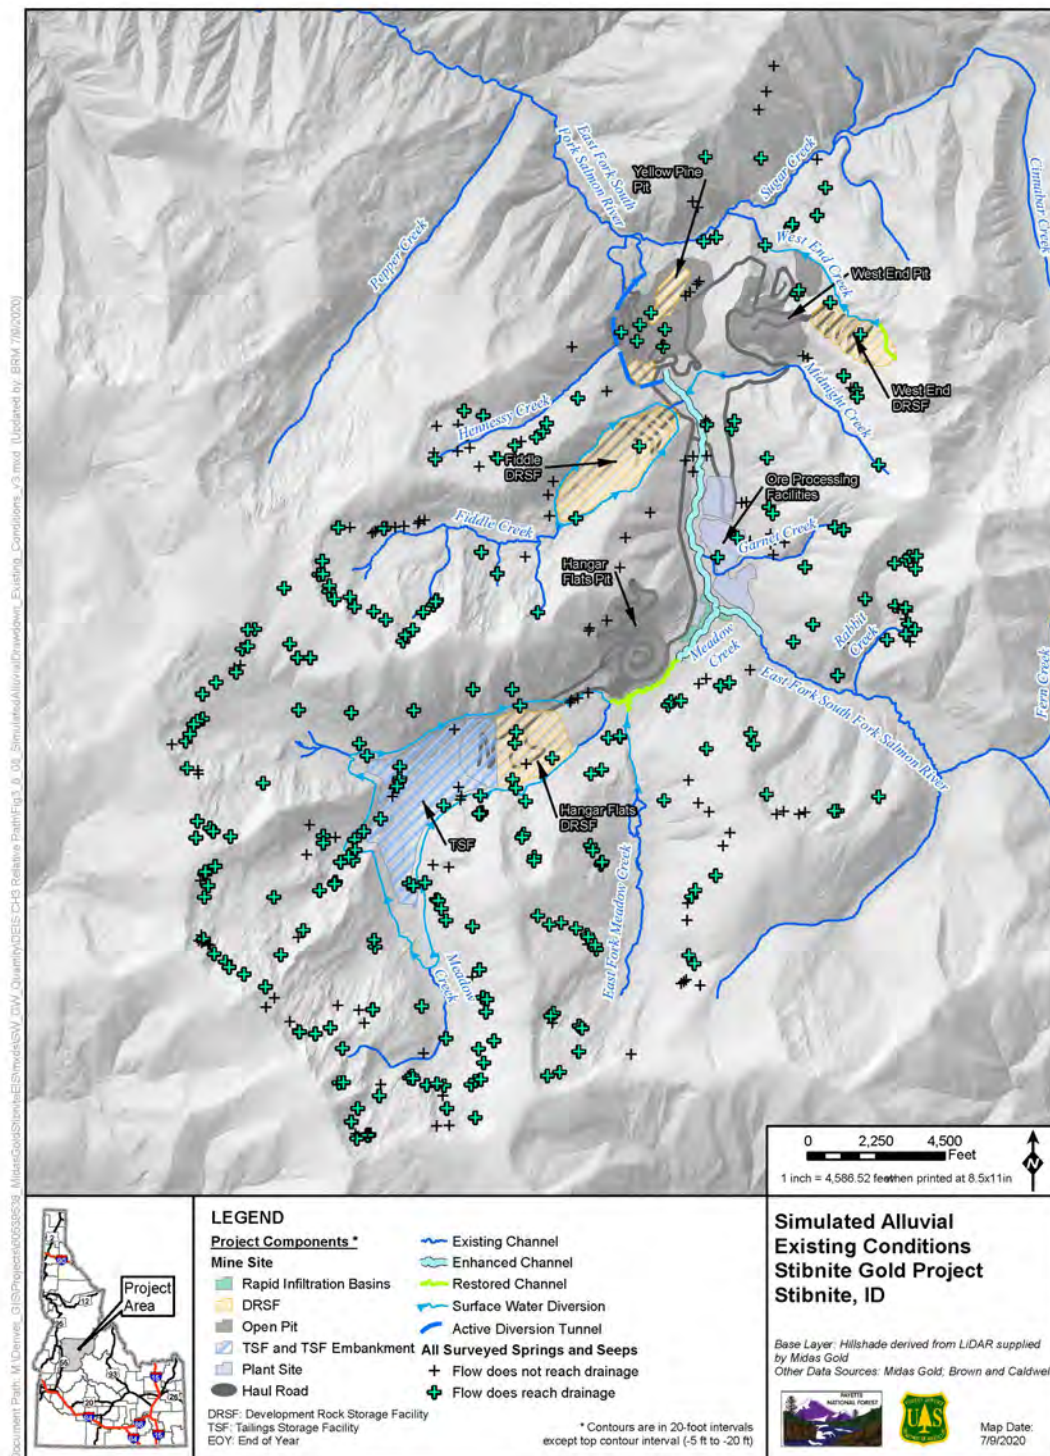 East Fork South
Fork Salmon River
Yellow Pine
Pit
Sugar Creek
Cinnabar Creek
Pepper Creek
West End Creek
West End Pit
West End
DRSF
Midnight Creek
Hennessy Creek
Fiddle
DRSF
Ore Processing
Facilities
Fiddle Creek
Garnet Creek
Hangar
Flats Pit
Rabbit
Creek
Meadow
Creek
East Fork South Fork Salmon River
Fern Creek
Hangar Flats
DRSF
TSF
East Fork Meadow Creek
Meadow
Creek
0 2,250 4,500
Feet
1 inch = 4,586.52 feet when printed at 8.5x11in
N
Project
Area
LEGEND
Project Components *
Mine Site
Rapid Infiltration Basins
DRSF
Open Pit
TSF and TSF Embankment
Plant Site
Haul Road
Existing Channel
Enhanced Channel
Restored Channel
Surface Water Diversion
Active Diversion Tunnel
All Surveyed Springs and Seeps
Flow does not reach drainage
Flow does reach drainage
DRSF: Development Rock Storage Facility
TSF: Tailings Storage Facility
EOY: End of Year
* Contours are in 20-foot intervals
except top contour interval (-5 ft to -20 ft)
Simulated Alluvial
Existing Conditions
Stibnite Gold Project
Stibnite, ID
Base Layer: Hillshade derived from LiDAR supplied
by Midas Gold
Other Data Sources: Midas Gold; Brown and Caldwell
PAYETTE
NATIONAL FOREST
UAS
Map Date:
7/9/2020